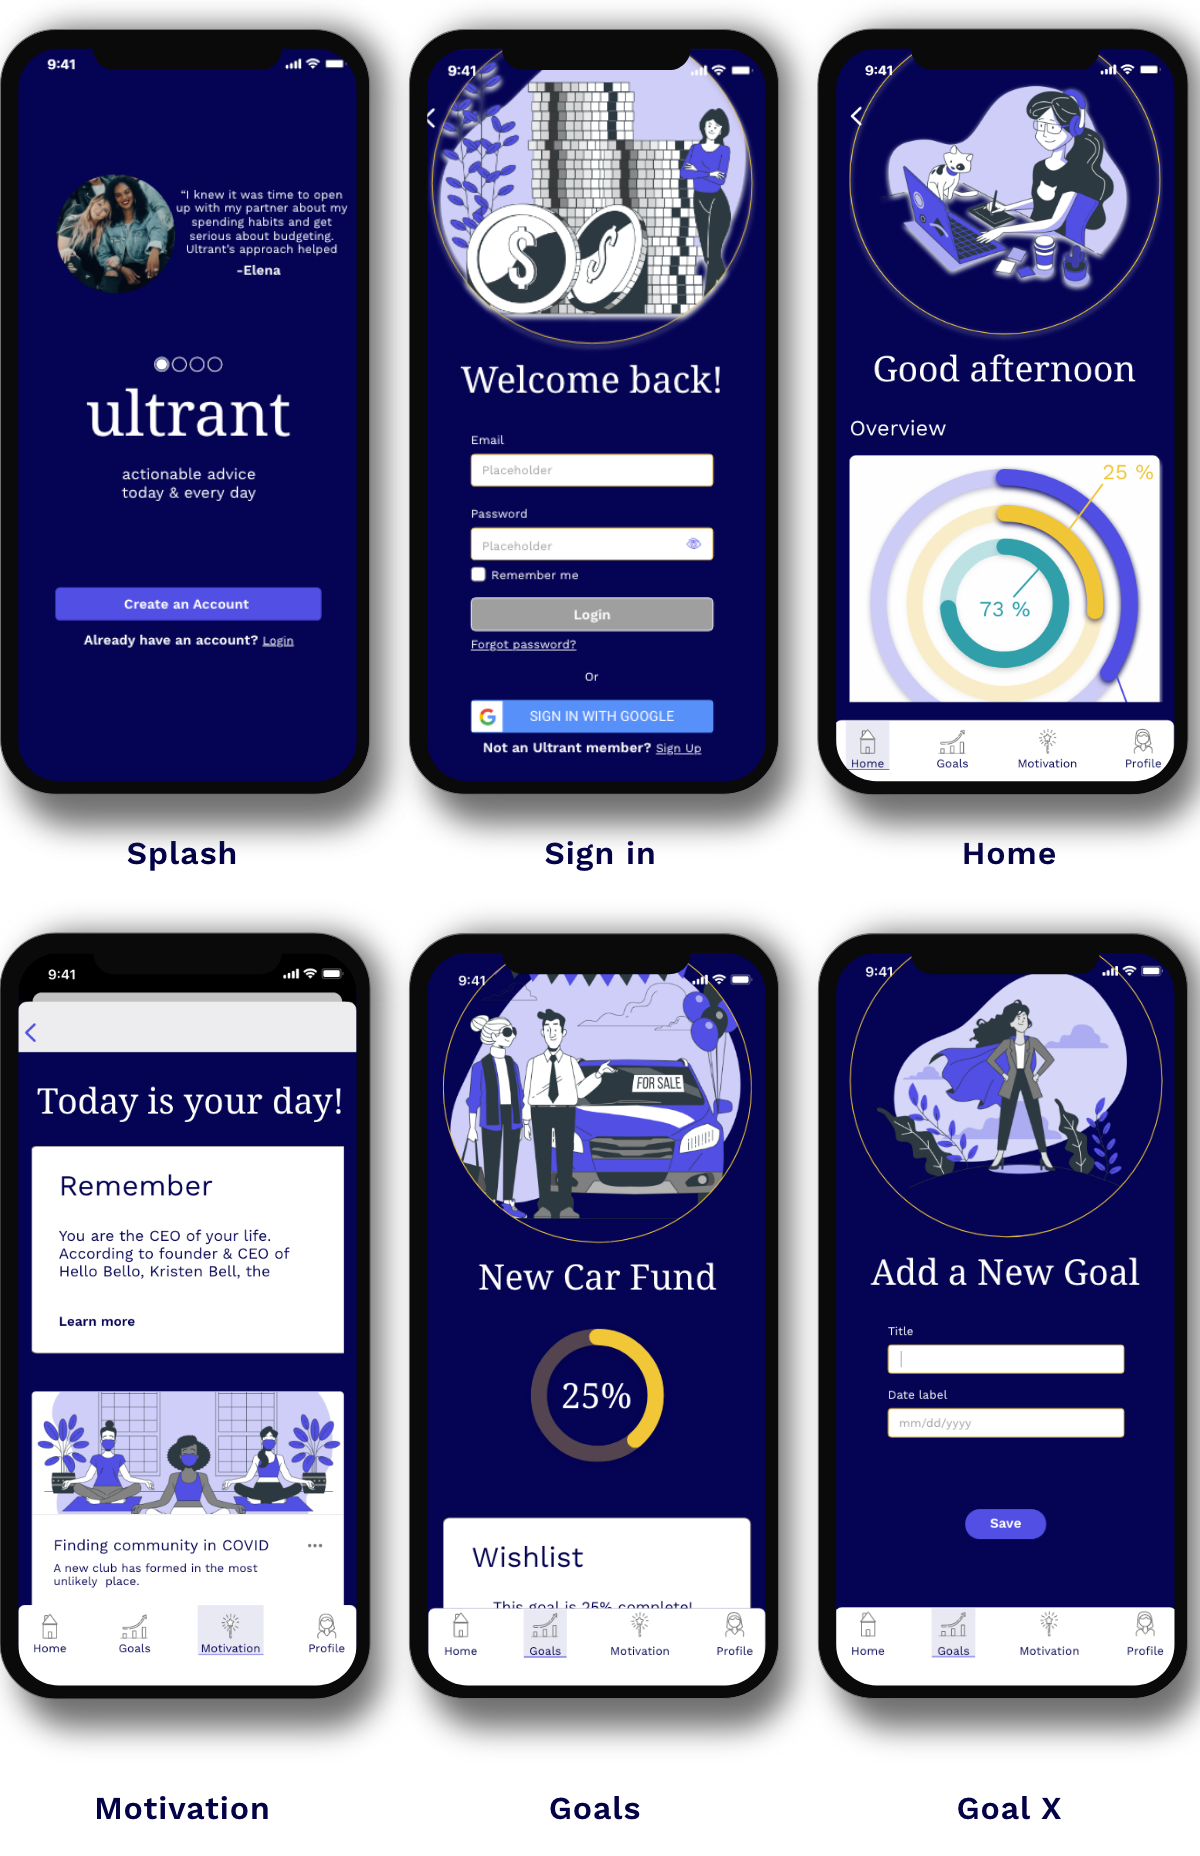 9:41
"I knew it was time to open
up with my partner about my
spending habits and get
serious about budgeting.
Ultrant's approach helped
-Elena
ultrant
actionable advice
today & every day
Create an Account
Already have an account? Login
Splash
9:41
$
$
Welcome back!
Email
Placeholder
Password
Placeholder
Remember me
Login
Forgot password?
Or
G SIGN IN WITH GOOGLE
Not an Ultrant member? Sign Up
Sign in
9:41
Good afternoon
Overview
25 %
73 %
Home
Goals
Motivation
Profile
Home
9:41
Today is your day!
Remember
You are the CEO of your life.
According to founder & CEO of
Hello Bello, Kristen Bell, the
Learn more
Finding community in COVID
A new club has formed in the most
unlikely place.
Home
Goals
Motivation
Profile
Motivation
9:41
FOR SALE
New Car Fund
25%
Wishlist
This goal is 25% complete!
Home
Goals
Motivation
Profile
Goals
9:41
Add a New Goal
Title
Date label
mm/dd/yyyy
Save
Home
Goals
Motivation
Profile
Goal X